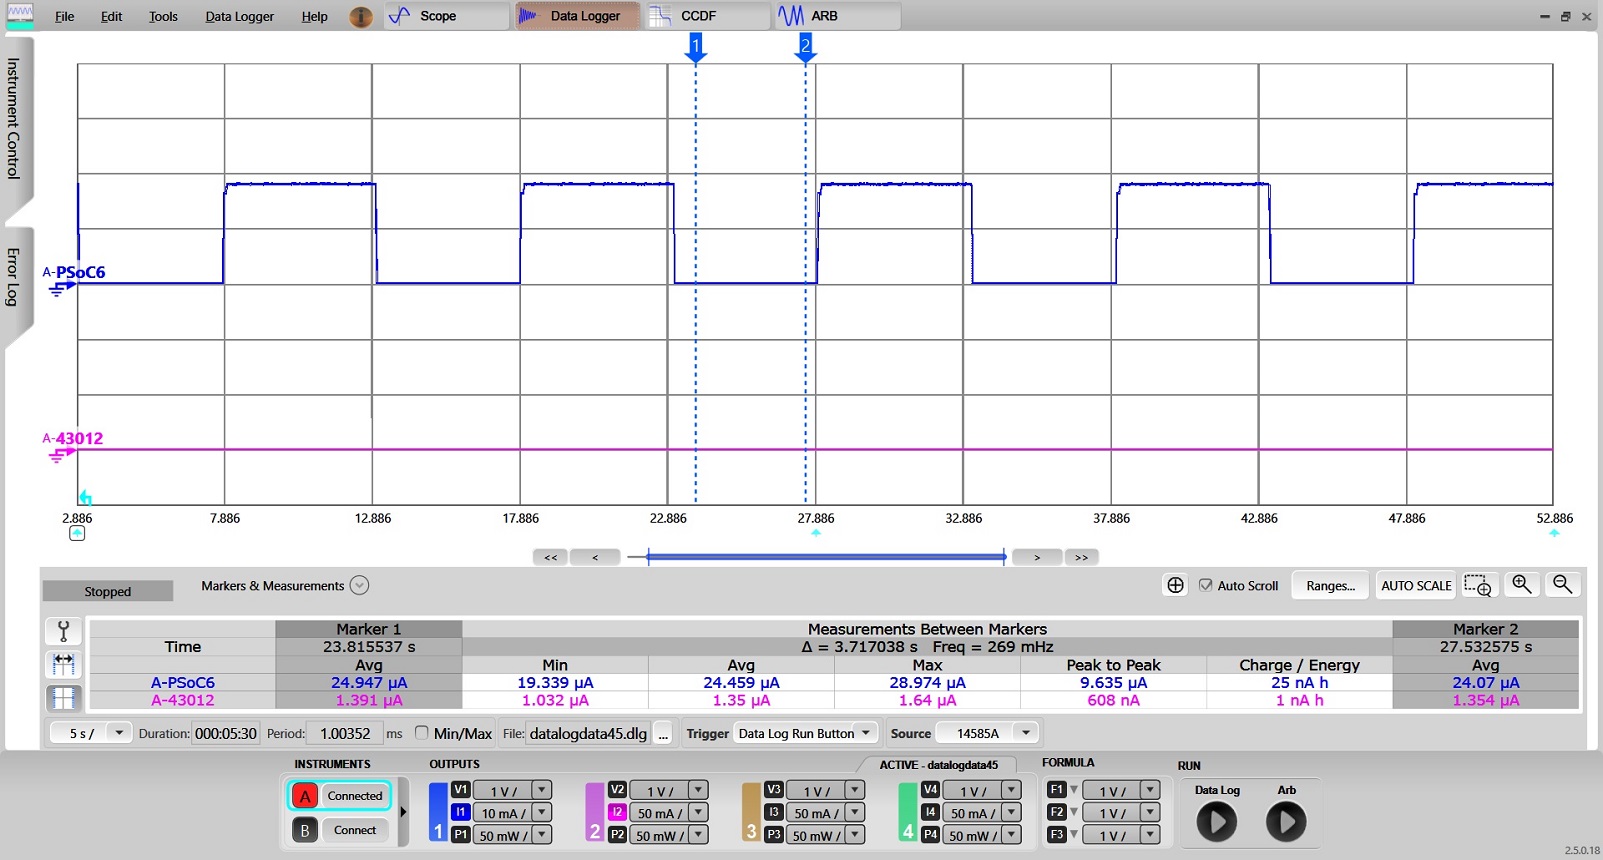 File Edit Tools Data Logger Help i Scope Data Logger CCDF ARB
1 2
Instrument Control
Error Log
A-PSoC6
A-43012
2.886 7.886 12.886 17.886 22.886 27.886 32.886 37.886 42.886 47.886 52.886
<< < > >>
Stopped Markers & Measurements Auto Scroll Ranges... AUTO SCALE
Marker 1 Measurements Between Markers Marker 2
Time 23.815537 s Δ = 3.717038 s Freq = 269 mHz 27.532575 s
Avg Min Avg Max Peak to Peak Charge / Energy Avg
A-PSoC6 24.947 µA 19.339 µA 24.459 µA 28.974 µA 9.635 µA 25 nA h 24.07 µA
A-43012 1.391 µA 1.032 µA 1.35 µA 1.64 µA 608 nA 1 nA h 1.354 µA
5 s / Duration: 000:05:30 Period: 1.00352 ms Min/Max File: datalogdata45.dlg ... Trigger Data Log Run Button Source 14585A
INSTRUMENTS OUTPUTS ACTIVE - datalogdata45 FORMULA RUN
A Connected V1 1 V / V2 1 V / V3 1 V / V4 1 V / F1 1 V / Data Log Arb
I1 10 mA / I2 50 mA / I3 50 mA / I4 50 mA / F2 1 V /
B Connect 1 P1 50 mW / 2 P2 50 mW / 3 P3 50 mW / 4 P4 50 mW / F3 1 V /
2.5.0.18